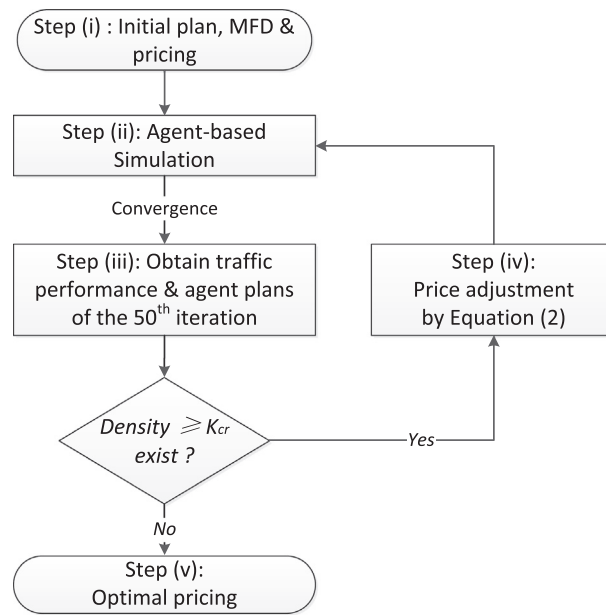 Step (i) : Initial plan, MFD &
pricing
Step (ii): Agent-based
Simulation
Convergence
Step (iii): Obtain traffic
performance & agent plans
of the 50th iteration
Step (iv):
Price adjustment
by Equation (2)
Density ⩾ Kcr
exist ?
Yes
No
Step (v):
Optimal pricing